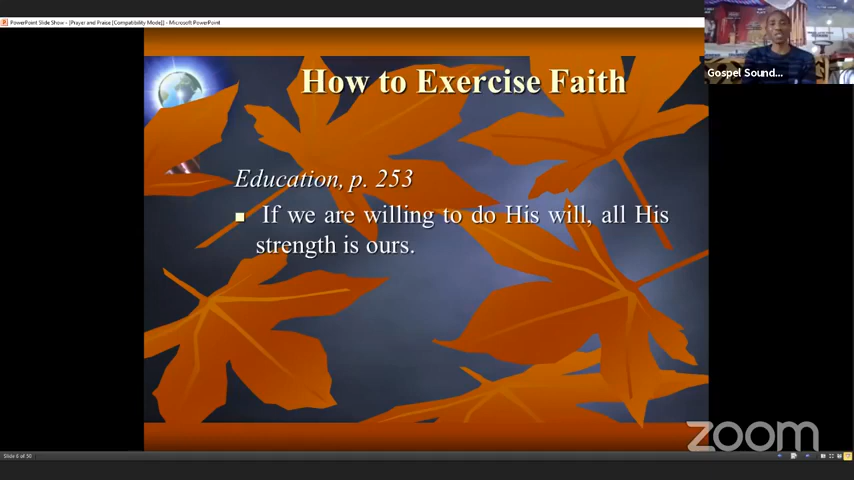 PowerPoint Slide Show - [Prayer and Praise [Compatibility Mode]] - Microsoft PowerPoint
Gospel Sound...
How to Exercise Faith
Education, p. 253
If we are willing to do His will, all His
strength is ours.
zoom
Slide 6 of 50